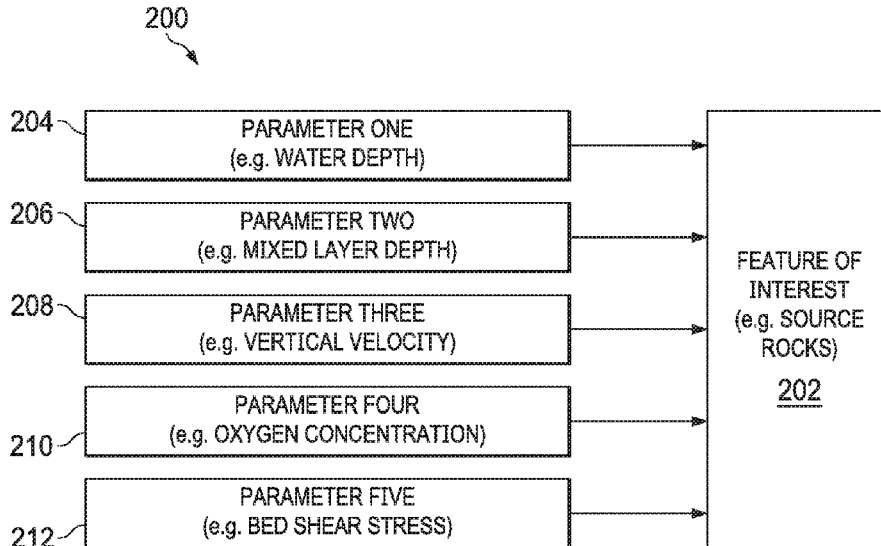 200
204
PARAMETER ONE
(e.g. WATER DEPTH)
206
PARAMETER TWO
(e.g. MIXED LAYER DEPTH)
208
PARAMETER THREE
(e.g. VERTICAL VELOCITY)
210
PARAMETER FOUR
(e.g. OXYGEN CONCENTRATION)
212
PARAMETER FIVE
(e.g. BED SHEAR STRESS)
FEATURE OF
INTEREST
(e.g. SOURCE
ROCKS)
202